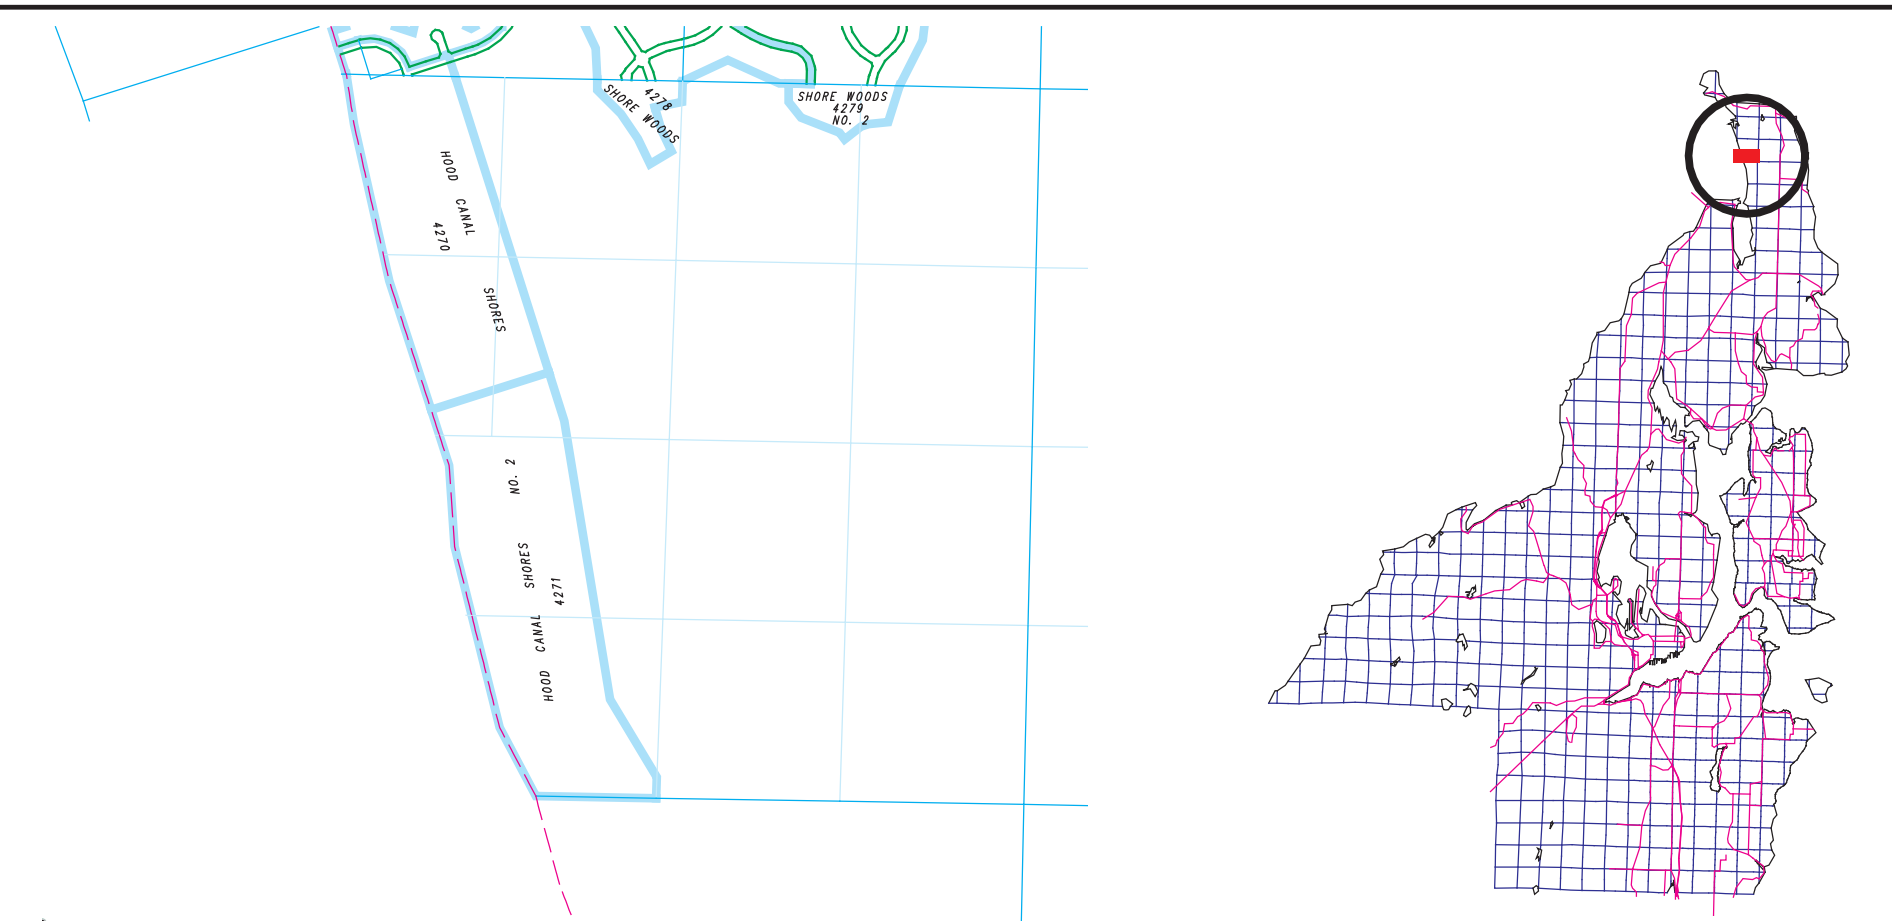 4278
SHORE WOODS
SHORE WOODS
4279
NO. 2
HOOD CANAL SHORES
4270
HOOD CANAL SHORES NO. 2
4271